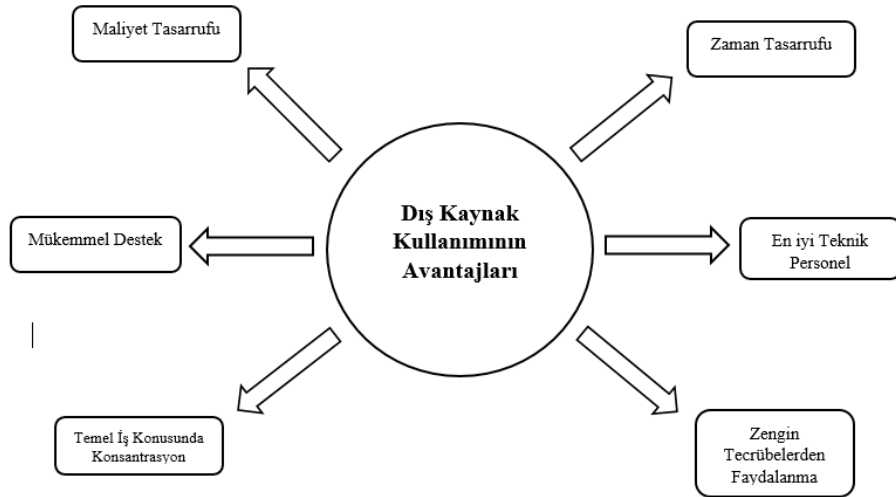 Maliyet Tasarrufu
Zaman Tasarrufu
Dış Kaynak
Kullanımının
Avantajları
Mükemmel Destek
En iyi Teknik
Personel
Temel İş Konusunda
Konsantrasyon
Zengin
Tecrübelerden
Faydalanma